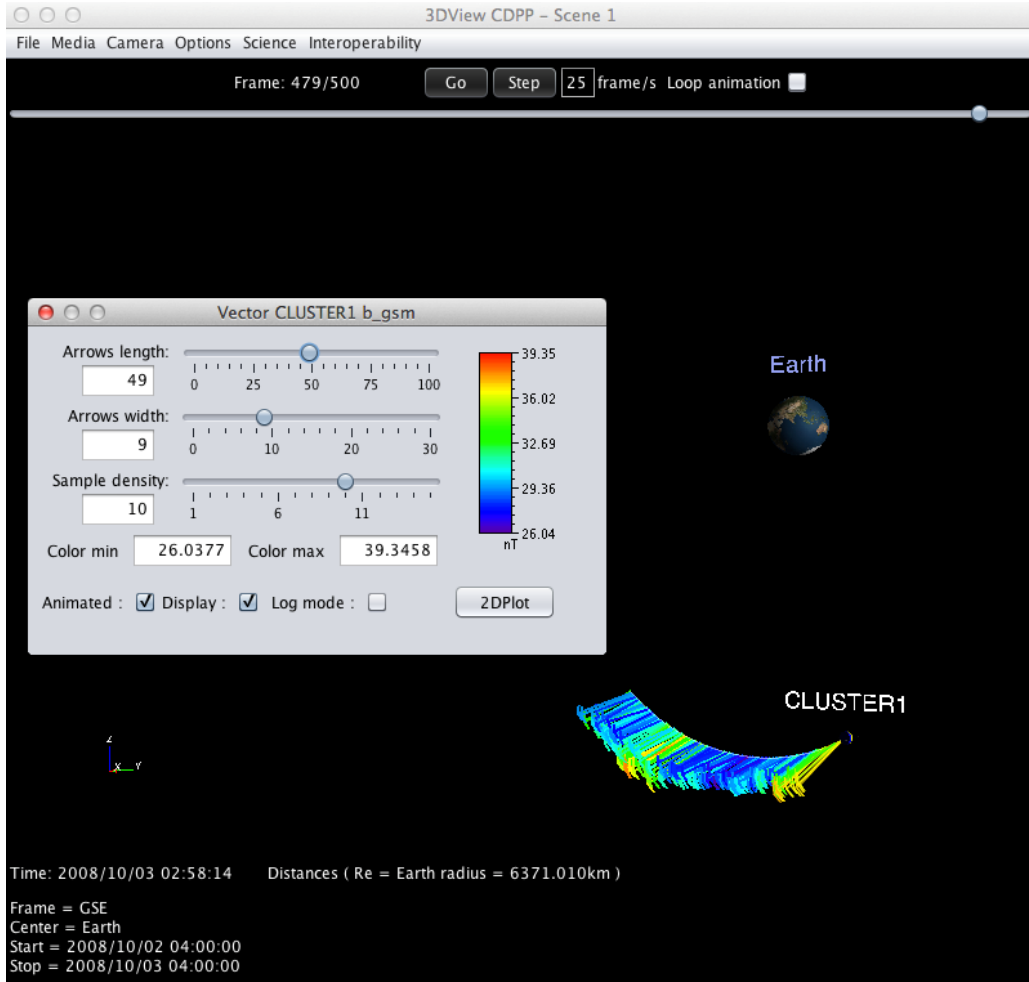 3DView CDPP – Scene 1
File Media Camera Options Science Interoperability
Frame: 479/500 Go Step 25 frame/s Loop animation
Vector CLUSTER1 b_gsm
Arrows length:
49
0 25 50 75 100
Arrows width:
9
0 10 20 30
Sample density:
10
1 6 11
39.35
36.02
32.69
29.36
26.04
nT
Color min 26.0377 Color max 39.3458
Animated : Display : Log mode : 2DPlot
Earth
CLUSTER1
Z
X Y
Time: 2008/10/03 02:58:14 Distances ( Re = Earth radius = 6371.010km )
Frame = GSE
Center = Earth
Start = 2008/10/02 04:00:00
Stop = 2008/10/03 04:00:00